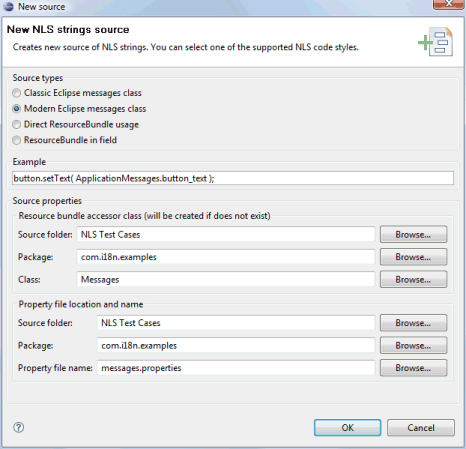 New source
New NLS strings source
Creates new source of NLS strings. You can select one of the supported NLS code styles.
Source types
Classic Eclipse messages class
Modern Eclipse messages class
Direct ResourceBundle usage
ResourceBundle in field
Example
button.setText( ApplicationMessages.button_text );
Source properties
Resource bundle accessor class (will be created if does not exist)
Source folder: NLS Test Cases Browse...
Package: com.i18n.examples Browse...
Class: Messages Browse...
Property file location and name
Source folder: NLS Test Cases Browse...
Package: com.i18n.examples Browse...
Property file name: messages.properties Browse...
? OK Cancel